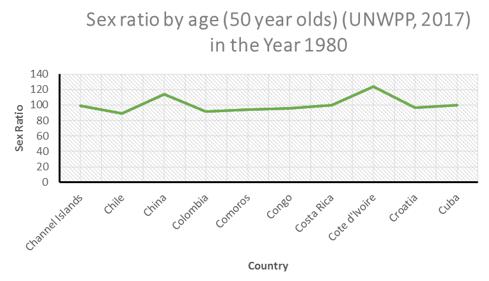 Sex ratio by age (50 year olds) (UNWPP, 2017)
in the Year 1980
140
120
100
80
60
40
20
0
Sex Ratio
Channel Islands
Chile
China
Colombia
Comoros
Congo
Costa Rica
Cote d'Ivoire
Croatia
Cuba
Country